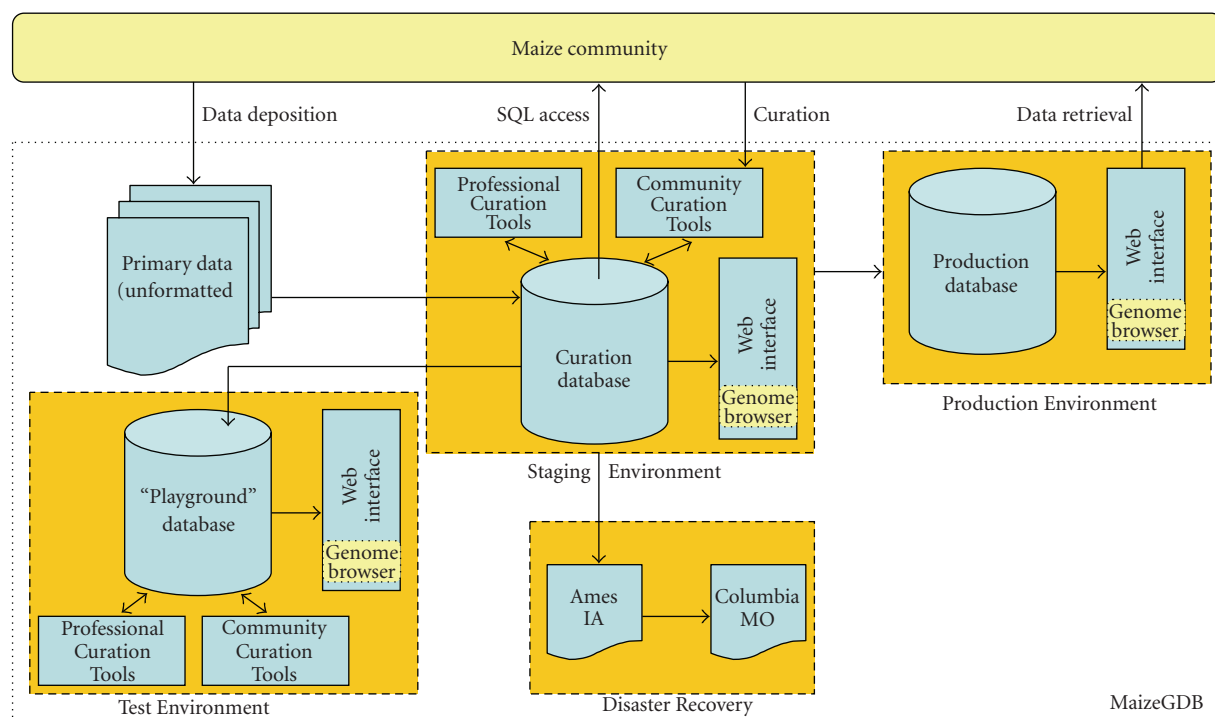 Maize community
Data deposition
SQL access
Curation
Data retrieval
Primary data
(unformatted
Professional
Curation
Tools
Community
Curation
Tools
Curation
database
Web
interface
Genome
browser
Staging Environment
Production
database
Web
interface
Genome
browser
Production Environment
"Playground"
database
Web
interface
Genome
browser
Professional
Curation
Tools
Community
Curation
Tools
Test Environment
Ames
IA
Columbia
MO
Disaster Recovery
MaizeGDB